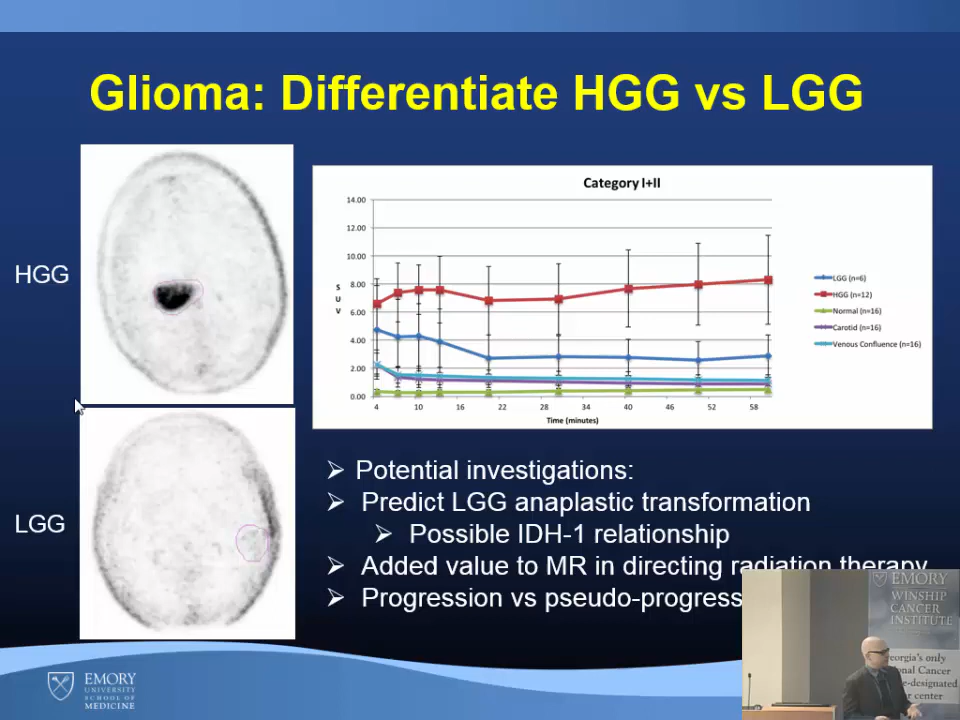 Glioma: Differentiate HGG vs LGG
HGG
LGG
Category I+II
14.00
12.00
10.00
8.00
6.00
4.00
2.00
0.00
SUV
4 10 16 22 28 34 40 46 52 58
Time (minutes)
LGG (n=6)
HGG (n=12)
Normal (n=16)
Carotid (n=16)
Venous Confluence (n=16)
Potential investigations:
Predict LGG anaplastic transformation
Possible IDH-1 relationship
Added value to MR in directing radiation therapy
Progression vs pseudo-progress
EMORY
UNIVERSITY
SCHOOL OF
MEDICINE
EMORY
WINSHIP
CANCER
INSTITUTE
eorgia's only
onal Cancer
e-designated
r center